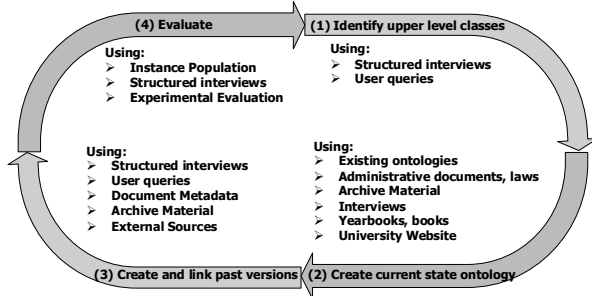 (4) Evaluate
(1) Identify upper level classes
Using:
➢ Instance Population
➢ Structured interviews
➢ Experimental Evaluation
Using:
➢ Structured interviews
➢ User queries
Using:
➢ Structured interviews
➢ User queries
➢ Document Metadata
➢ Archive Material
➢ External Sources
Using:
➢ Existing ontologies
➢ Administrative documents, laws
➢ Archive Material
➢ Interviews
➢ Yearbooks, books
➢ University Website
(3) Create and link past versions
(2) Create current state ontology